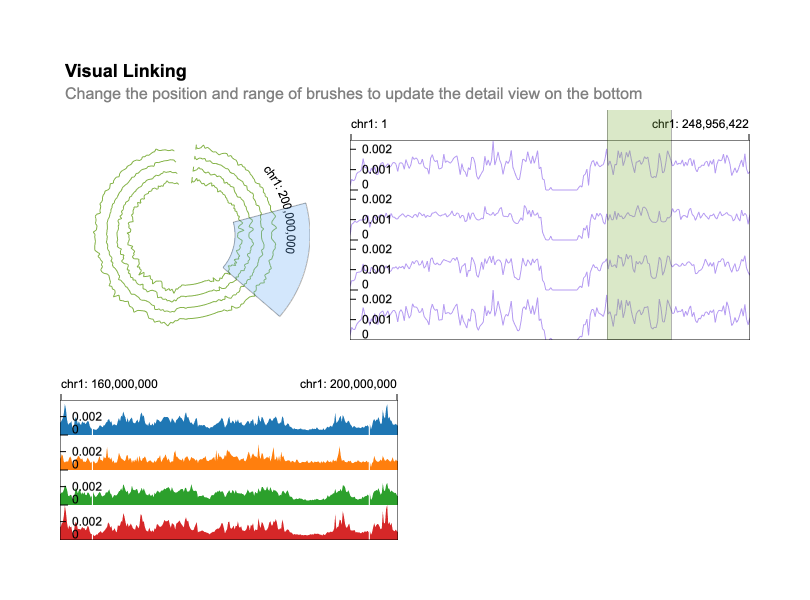 Visual Linking
Change the position and range of brushes to update the detail view on the bottom
chr1: 200,000,000
chr1: 1
chr1: 248,956,422
0.002
0.001
0
0.002
0.001
0
0.002
0.001
0
0.002
0.001
0
chr1: 160,000,000
chr1: 200,000,000
0.002
0
0.002
0
0.002
0
0.002
0